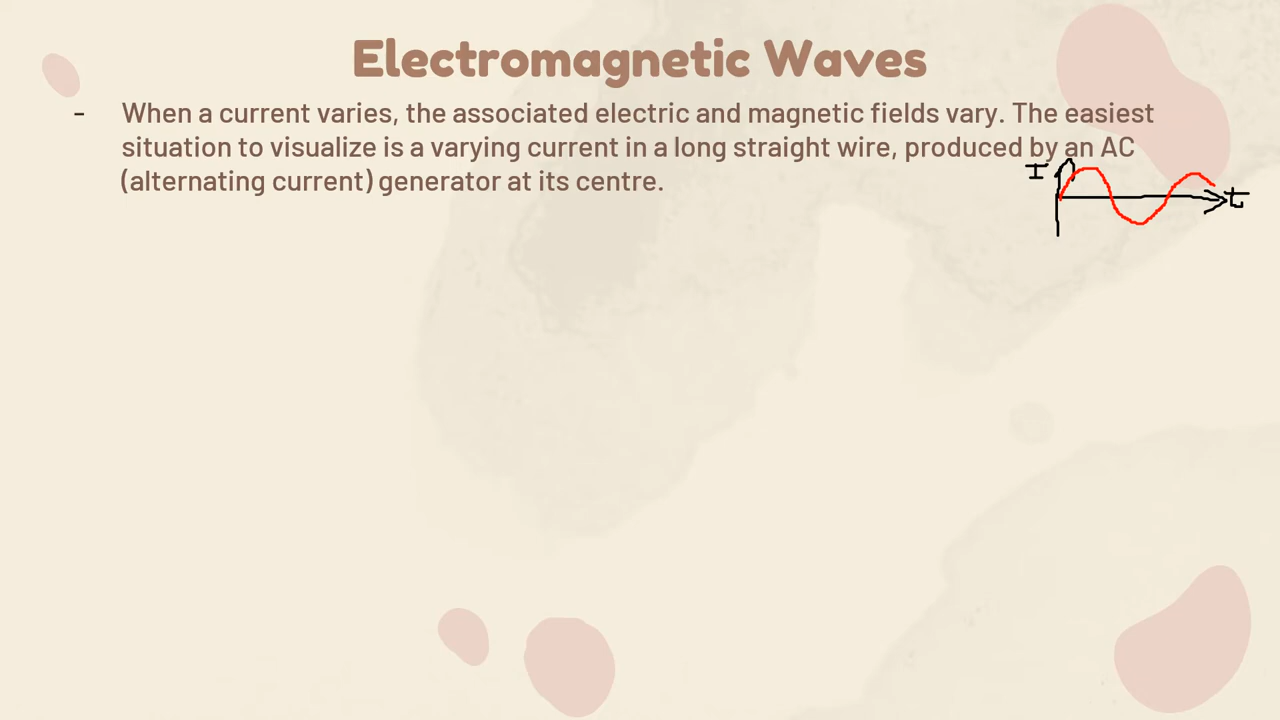 Electromagnetic Waves
- When a current varies, the associated electric and magnetic fields vary. The easiest
situation to visualize is a varying current in a long straight wire, produced by an AC
(alternating current) generator at its centre.
I
t